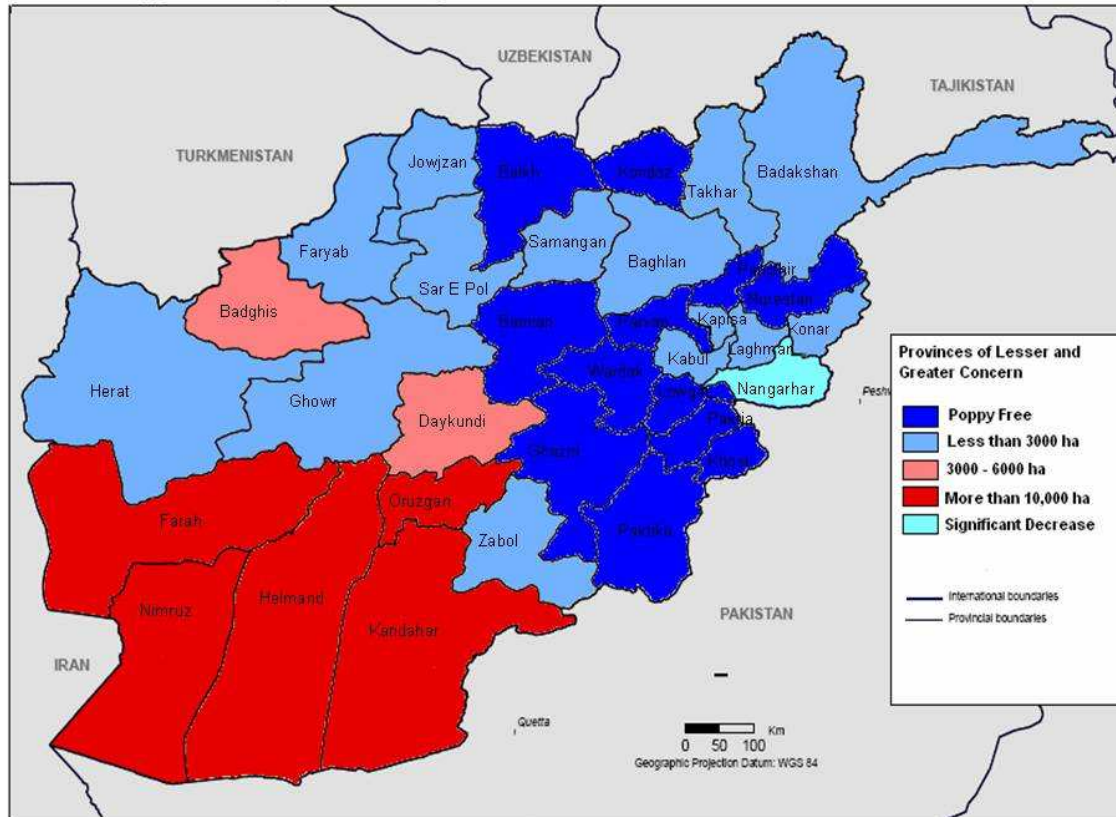 UZBEKISTAN
TAJIKISTAN
TURKMENISTAN
Jowjzan
Balkh
Kondoz
Takhar
Badakshan
Faryab
Samangan
Baghlan
Sar E Pol
Badghis
Bamian
Parvan
Kapisa
Konar
Laghman
Kabul
Wardak
Nangarhar
Herat
Ghowr
Daykundi
Ghazni
Paktia
Khost
Paktika
Oruzgan
Farah
Zabol
Nimruz
Helmand
Kandahar
PAKISTAN
IRAN
Quetta
0 50 100 Km
Geographic Projection Datum: WGS 84
Provinces of Lesser and
Greater Concern
Poppy Free
Less than 3000 ha
3000 - 6000 ha
More than 10,000 ha
Significant Decrease
International boundaries
Provincial boundaries